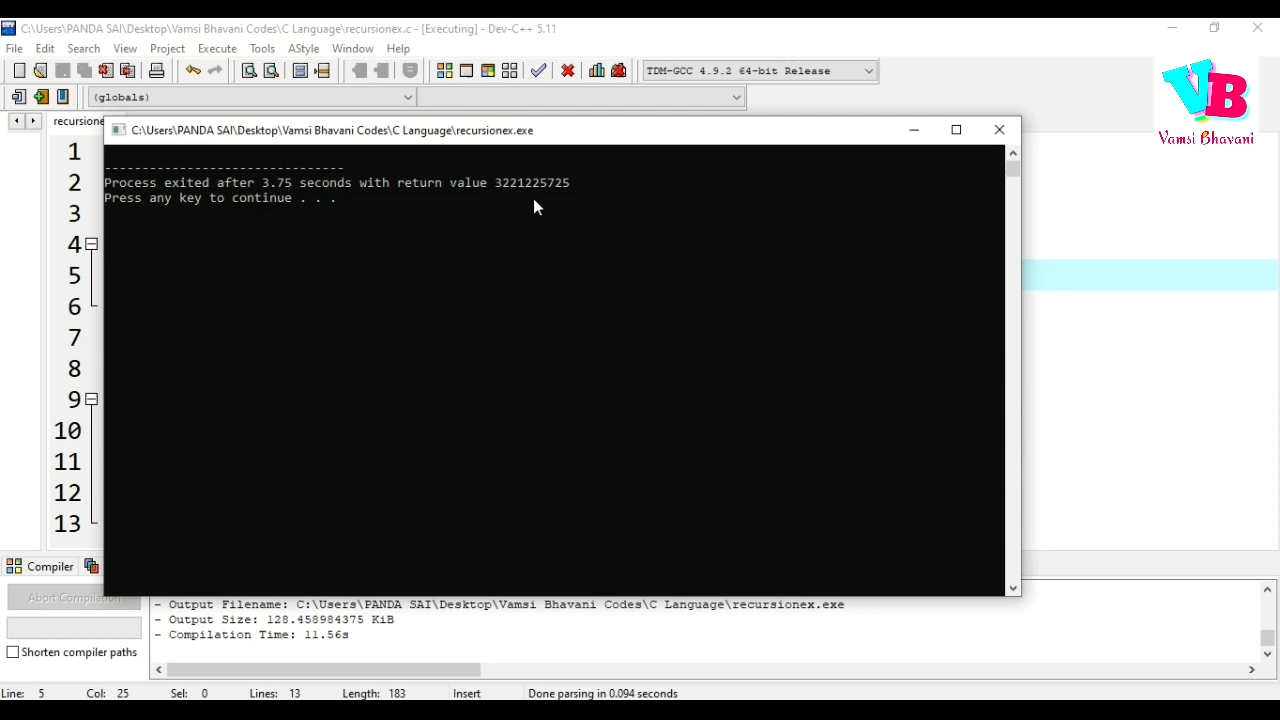 C:\Users\PANDA SAI\Desktop\Vamsi Bhavani Codes\C Language\recursionex.c - [Executing] - Dev-C++ 5.11
File Edit Search View Project Execute Tools AStyle Window Help
TDM-GCC 4.9.2 64-bit Release
(globals)
VB
Vamsi Bhavani
recursione
C:\Users\PANDA SAI\Desktop\Vamsi Bhavani Codes\C Language\recursionex.exe
--------------------------------
Process exited after 3.75 seconds with return value 3221225725
Press any key to continue . . .
1
2
3
4
5
6
7
8
9
10
11
12
13
Compiler
Abort Compilation
Shorten compiler paths
- Output Filename: C:\Users\PANDA SAI\Desktop\Vamsi Bhavani Codes\C Language\recursionex.exe
- Output Size: 128.458984375 KiB
- Compilation Time: 11.56s
Line: 5 Col: 25 Sel: 0 Lines: 13 Length: 183 Insert Done parsing in 0.094 seconds